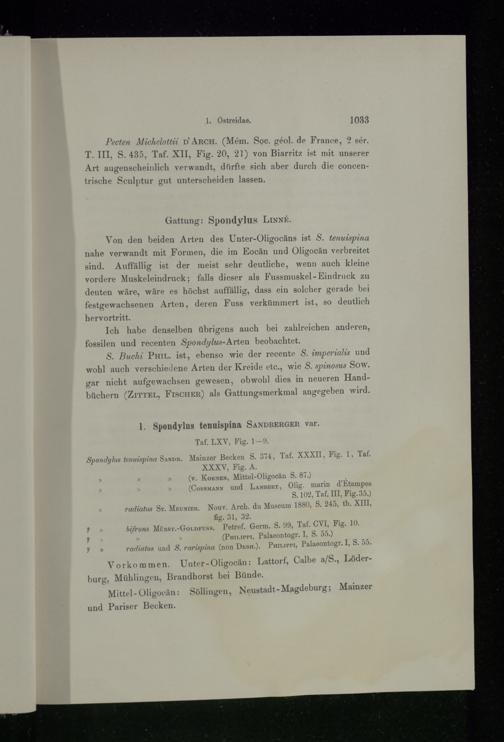 1. Ostreidae. 1033
Pecten Michelottii D'ARCH. (Mém. Soc. géol. de France, 2 sér.
T. III, S. 435, Taf. XII, Fig. 20, 21) von Biarritz ist mit unserer
Art augenscheinlich verwandt, dürfte sich aber durch die concen-
trische Sculptur gut unterscheiden lassen.
Gattung: Spondylus LINNÉ.
Von den beiden Arten des Unter-Oligocäns ist S. tenuispina
nahe verwandt mit Formen, die im Eocän und Oligocän verbreitet
sind. Auffällig ist der meist sehr deutliche, wenn auch kleine
vordere Muskeleindruck; falls dieser als Fussmuskel-Eindruck zu
deuten wäre, wäre es höchst auffällig, dass ein solcher gerade bei
festgewachsenen Arten, deren Fuss verkümmert ist, so deutlich
hervortritt.
Ich habe denselben übrigens auch bei zahlreichen anderen,
fossilen und recenten Spondylus-Arten beobachtet.
S. Buchi PHIL. ist, ebenso wie der recente S. imperialis und
wohl auch verschiedene Arten der Kreide etc., wie S. spinosus SOW.
gar nicht aufgewachsen gewesen, obwohl dies in neueren Hand-
büchern (ZITTEL, FISCHER) als Gattungsmerkmal angegeben wird.
1. Spondylus tenuispina SANDBERGER var.
Taf. LXV, Fig. 1—9.
Spondylus tenuispina SANDB. Mainzer Becken S. 374, Taf. XXXII, Fig. 1, Taf.
XXXV, Fig. A.
„ „ „ (v. KOENEN, Mittel-Oligocän S. 87.)
„ „ „ (COSSMANN und LAMBERT, Olig. marin d'Étampes
S. 102, Taf. III, Fig. 35.)
„ radiatus ST. MEUNIER. Nouv. Arch. du Museum 1880, S. 245, tb. XIII,
fig. 31, 32.
? „ bifrons MÜNST.-GOLDFUSS. Petref. Germ. S. 99, Taf. CVI, Fig. 10.
? „ „ „ (PHILIPPI, Palaeontogr. I, S. 55.)
? „ radiatus und S. rarispina (non DESH.). PHILIPPI, Palaeontogr. I, S. 55.
Vorkommen. Unter-Oligocän: Lattorf, Calbe a/S., Löder-
burg, Mühlingen, Brandhorst bei Bünde.
Mittel-Oligocän: Söllingen, Neustadt-Magdeburg; Mainzer
und Pariser Becken.